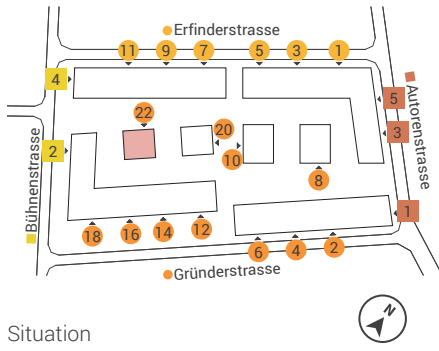 Erfinderstrasse
11 9 7 5 3 1
4
5
Autorenstrasse
22
20
3
2
10
8
Bühnenstrasse
1
18 16 14 12
6 4 2
Gründerstrasse
Situation
N